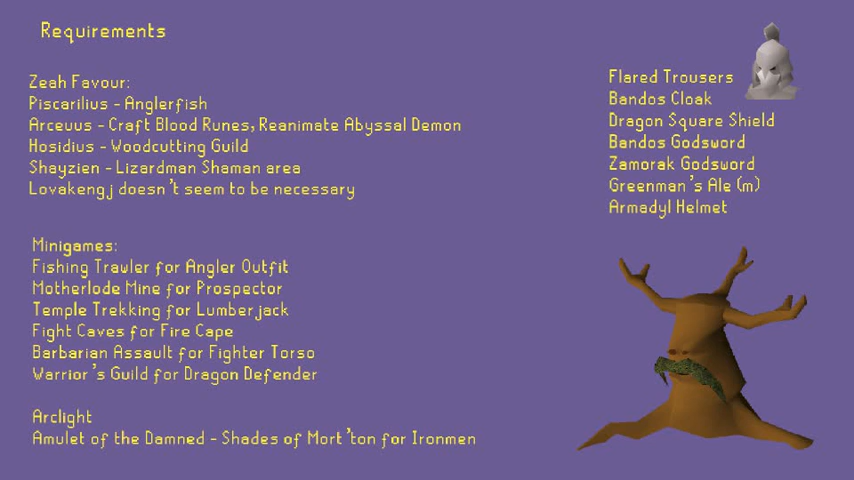 Requirements
Zeah Favour:
Piscarilius - Anglerfish
Arceuus - Craft Blood Runes, Reanimate Abyssal Demon
Hosidius - Woodcutting Guild
Shayzien - Lizardman Shaman area
Lovakengj doesn't seem to be necessary
Minigames:
Fishing Trawler for Angler Outfit
Motherlode Mine for Prospector
Temple Trekking for Lumberjack
Fight Caves for Fire Cape
Barbarian Assault for Fighter Torso
Warrior's Guild for Dragon Defender
Arclight
Amulet of the Damned - Shades of Mort'ton for Ironmen
Flared Trousers
Bandos Cloak
Dragon Square Shield
Bandos Godsword
Zamorak Godsword
Greenman's Ale (m)
Armadyl Helmet